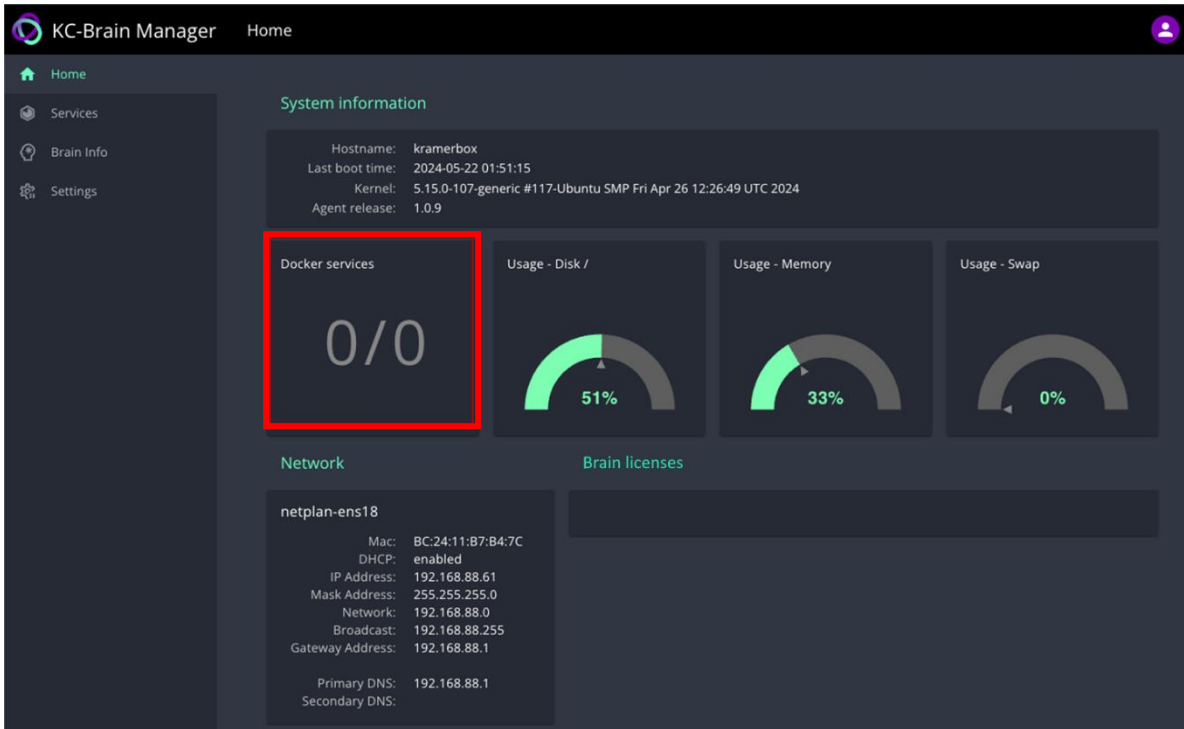 KC-Brain Manager
Home
Home
Services
Brain Info
Settings
System information
Hostname: kramerbox
Last boot time: 2024-05-22 01:51:15
Kernel: 5.15.0-107-generic #117-Ubuntu SMP Fri Apr 26 12:26:49 UTC 2024
Agent release: 1.0.9
Docker services
0/0
Usage - Disk /
51%
Usage - Memory
33%
Usage - Swap
0%
Network
netplan-ens18
Mac: BC:24:11:B7:B4:7C
DHCP: enabled
IP Address: 192.168.88.61
Mask Address: 255.255.255.0
Network: 192.168.88.0
Broadcast: 192.168.88.255
Gateway Address: 192.168.88.1
Primary DNS: 192.168.88.1
Secondary DNS:
Brain licenses